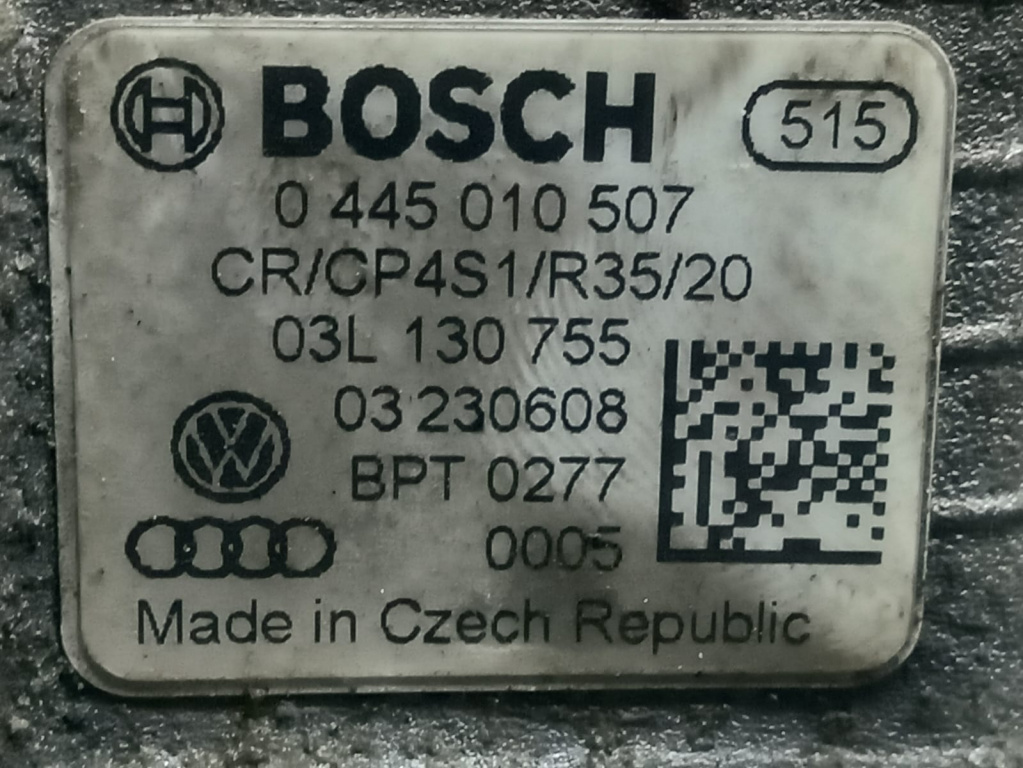 BOSCH 515
0 445 010 507
CR/CP4S1/R35/20
03L 130 755
03 230608
BPT 0277
0005
Made in Czech Republic